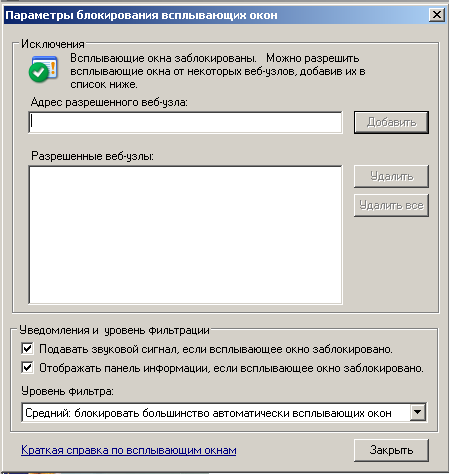 Параметры блокирования всплывающих окон
Исключения
Всплывающие окна заблокированы. Можно разрешить
всплывающие окна от некоторых веб-узлов, добавив их в
список ниже.
Адрес разрешенного веб-узла:
Добавить
Разрешенные веб-узлы:
Удалить
Удалить все
Уведомления и уровень фильтрации
Подавать звуковой сигнал, если всплывающее окно заблокировано.
Отображать панель информации, если всплывающее окно заблокировано.
Уровень фильтра:
Средний: блокировать большинство автоматически всплывающих окон
Краткая справка по всплывающим окнам
Закрыть